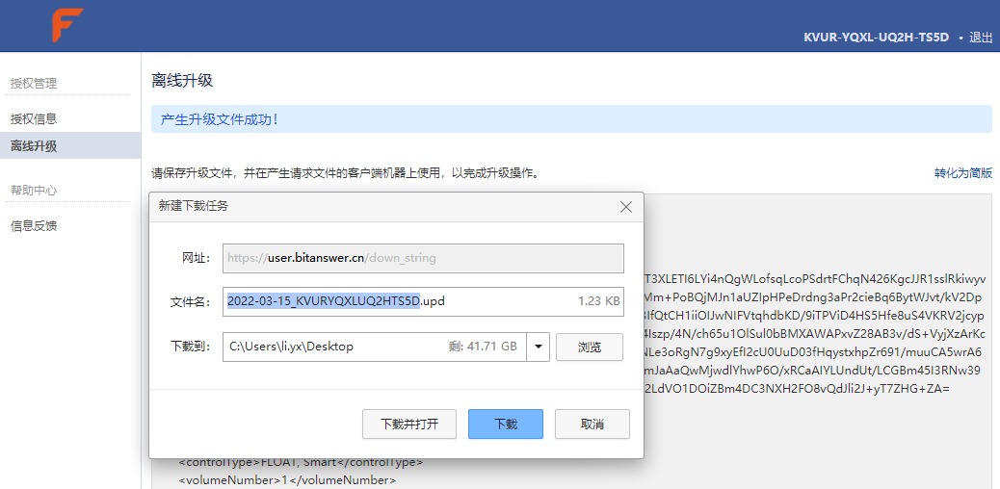 KVUR-YQXL-UQ2H-TS5D • 退出
授权管理
授权信息
离线升级
帮助中心
信息反馈
离线升级
产生升级文件成功！
请保存升级文件，并在产生请求文件的客户端机器上使用，以完成升级操作。
转化为简版
新建下载任务
网址： https://user.bitanswer.cn/down_string
文件名： 2022-03-15_KVURYQXLUQ2HTS5D.upd 1.23 KB
下载到： C:\Users\li.yx\Desktop 剩: 41.71 GB 浏览
下载并打开 下载 取消
T3XLETI6LYi4nQgWLofsqLcoPSdrtFChqN426KgcJJR1sslRkiwyv
Mm+PoBQjMJn1aUZIpHPeDrdng3aPr2cieBq6BytWJvt/kV2Dp
BIfQtCH1iiOIJwNIFVtqhdbKD/9iTPViD4HS5Hfe8uS4VKRV2jcyp
4Iszp/4N/ch65u1OlSul0bBMXAWAPxvZ28AB3v/dS+VyjXzArKc
NLe3oRgN7g9xyEfI2cU0UuD03fHqystxhpZr691/muuCA5wrA6
mJaAaQwMjwdlYhwP6O/xRCaAIYLUndUt/LCGBm45I3RNw39
2LdVO1DOiZBm4DC3NXH2FO8vQdJli2J+yT7ZHG+ZA=
<controlType>FLOAT, Smart</controlType>
<volumeNumber>1</volumeNumber>